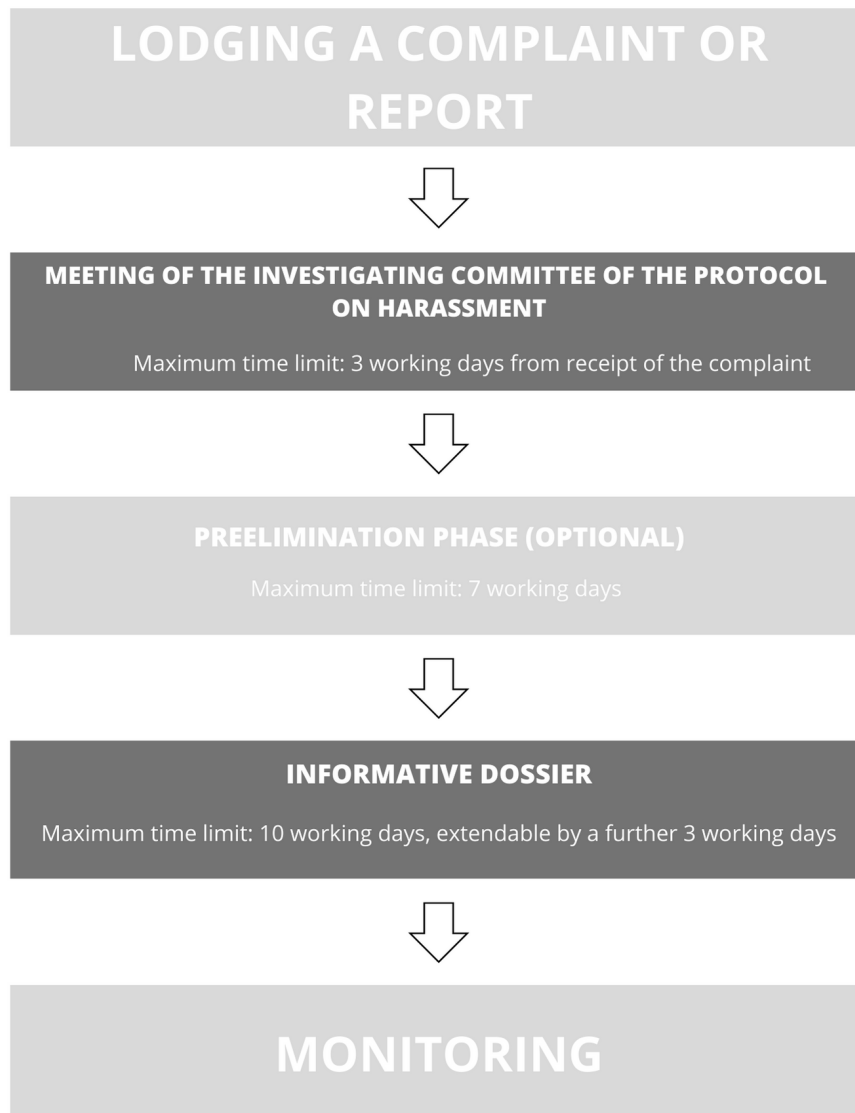 LODGING A COMPLAINT OR
REPORT
MEETING OF THE INVESTIGATING COMMITTEE OF THE PROTOCOL
ON HARASSMENT
Maximum time limit: 3 working days from receipt of the complaint
PREELIMINATION PHASE (OPTIONAL)
Maximum time limit: 7 working days
INFORMATIVE DOSSIER
Maximum time limit: 10 working days, extendable by a further 3 working days
MONITORING